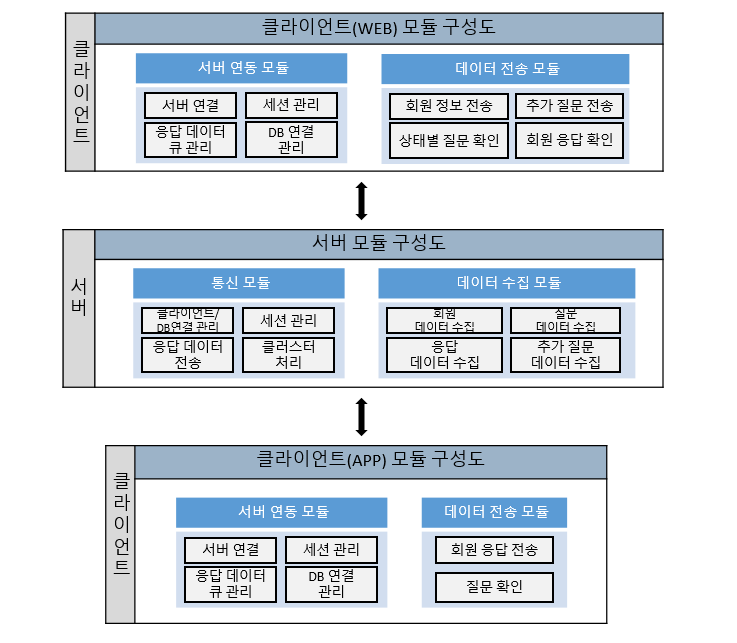 클라이언트
클라이언트(WEB) 모듈 구성도
서버 연동 모듈
서버 연결
세션 관리
응답 데이터
큐 관리
DB 연결
관리
데이터 전송 모듈
회원 정보 전송
추가 질문 전송
상태별 질문 확인
회원 응답 확인
서버
서버 모듈 구성도
통신 모듈
클라이언트/
DB연결 관리
세션 관리
응답 데이터
전송
클러스터
처리
데이터 수집 모듈
회원
데이터 수집
질문
데이터 수집
응답
데이터 수집
추가 질문
데이터 수집
클라이언트
클라이언트(APP) 모듈 구성도
서버 연동 모듈
서버 연결
세션 관리
응답 데이터
큐 관리
DB 연결
관리
데이터 전송 모듈
회원 응답 전송
질문 확인